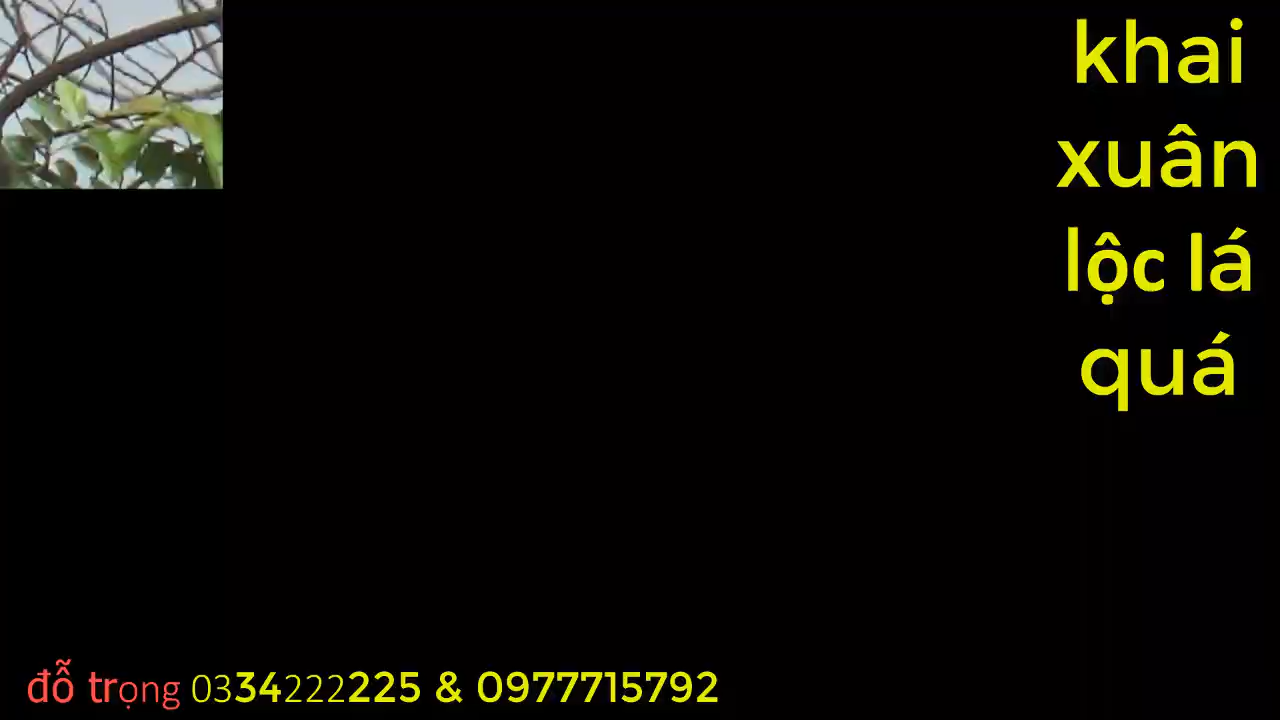 khai
xuân
lộc lá
quá
đỗ trọng 0334222225 & 0977715792